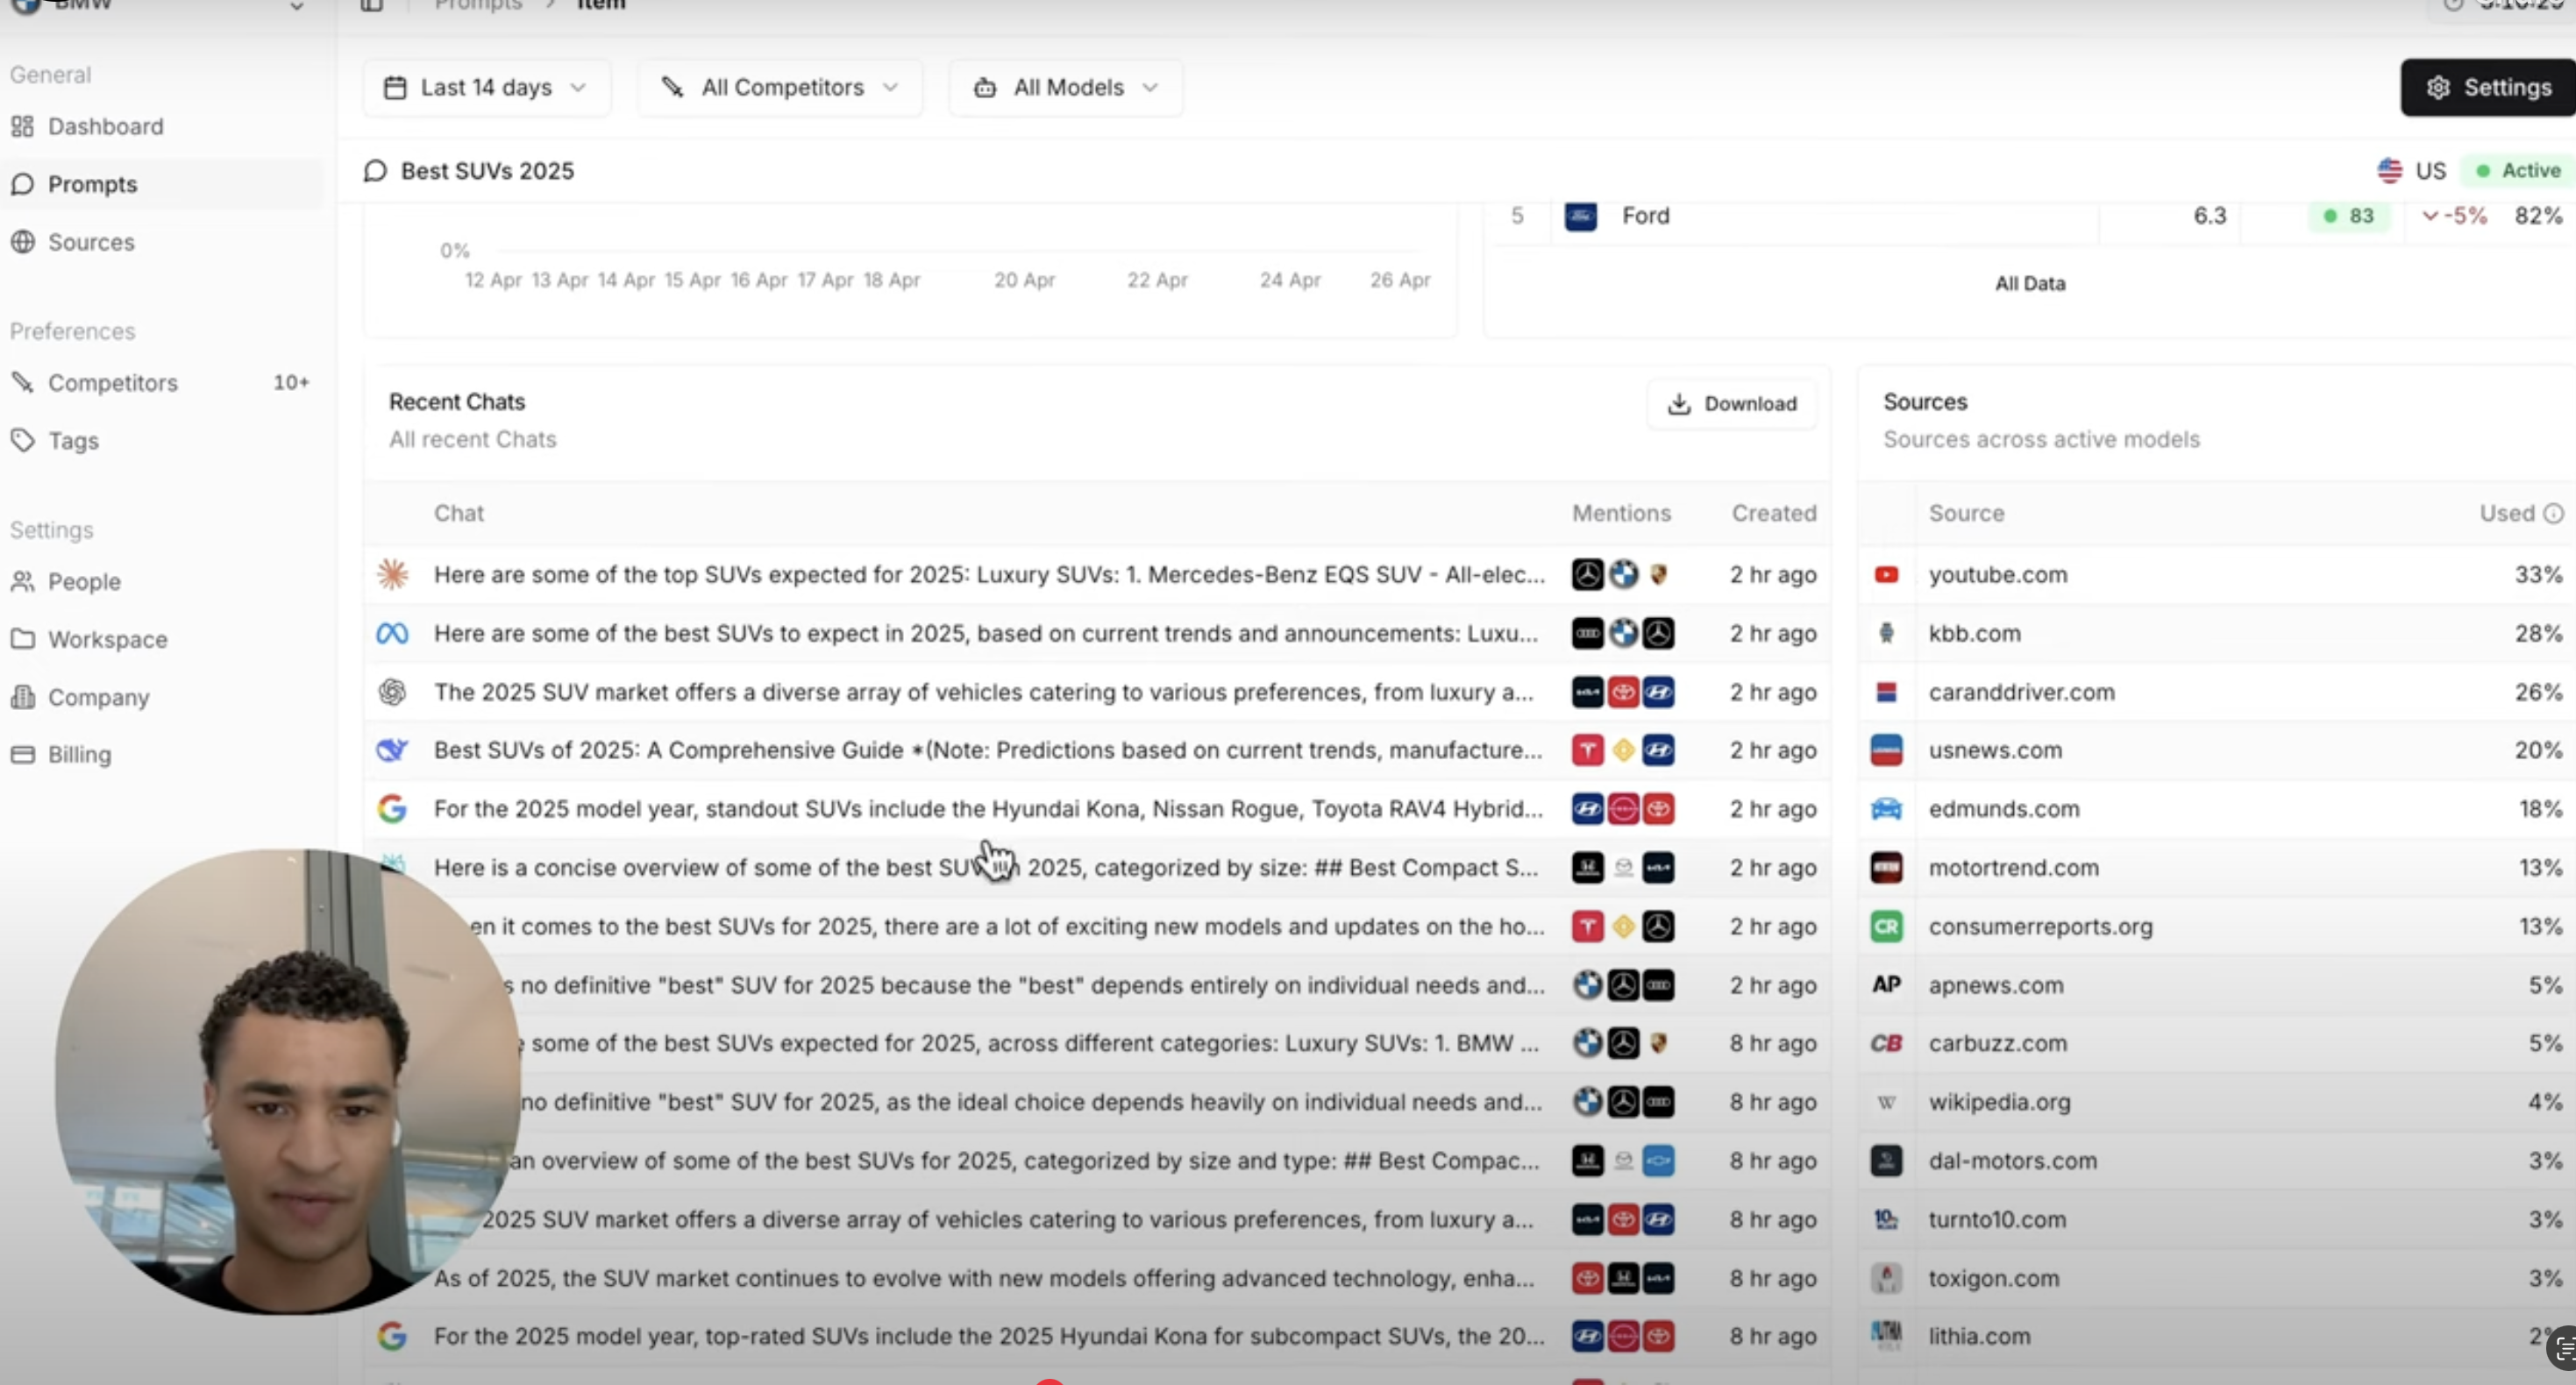 BMW
Prompts > Item
General
Dashboard
Prompts
Sources
Preferences
Competitors 10+
Tags
Settings
People
Workspace
Company
Billing
Last 14 days
All Competitors
All Models
Settings
Best SUVs 2025
US
Active
0%
12 Apr 13 Apr 14 Apr 15 Apr 16 Apr 17 Apr 18 Apr 20 Apr 22 Apr 24 Apr 26 Apr
5 Ford 6.3 83 -5% 82%
All Data
Recent Chats
All recent Chats
Download
Chat Mentions Created
Here are some of the top SUVs expected for 2025: Luxury SUVs: 1. Mercedes-Benz EQS SUV - All-elec... 2 hr ago
Here are some of the best SUVs to expect in 2025, based on current trends and announcements: Luxu... 2 hr ago
The 2025 SUV market offers a diverse array of vehicles catering to various preferences, from luxury a... 2 hr ago
Best SUVs of 2025: A Comprehensive Guide *(Note: Predictions based on current trends, manufacture... 2 hr ago
For the 2025 model year, standout SUVs include the Hyundai Kona, Nissan Rogue, Toyota RAV4 Hybrid... 2 hr ago
Here is a concise overview of some of the best 2025, categorized by size: ## Best Compact S... 2 hr ago
en it comes to the best SUVs for 2025, there are a lot of exciting new models and updates on the ho... 2 hr ago
s no definitive "best" SUV for 2025 because the "best" depends entirely on individual needs and... 2 hr ago
some of the best SUVs expected for 2025, across different categories: Luxury SUVs: 1. BMW ... 8 hr ago
no definitive "best" SUV for 2025, as the ideal choice depends heavily on individual needs and... 8 hr ago
an overview of some of the best SUVs for 2025, categorized by size and type: ## Best Compac... 8 hr ago
2025 SUV market offers a diverse array of vehicles catering to various preferences, from luxury a... 8 hr ago
As of 2025, the SUV market continues to evolve with new models offering advanced technology, enha... 8 hr ago
For the 2025 model year, top-rated SUVs include the 2025 Hyundai Kona for subcompact SUVs, the 20... 8 hr ago
Sources
Sources across active models
Source Used
youtube.com 33%
kbb.com 28%
caranddriver.com 26%
usnews.com 20%
edmunds.com 18%
motortrend.com 13%
CR consumerreports.org 13%
AP apnews.com 5%
CB carbuzz.com 5%
W wikipedia.org 4%
dal-motors.com 3%
10 turnto10.com 3%
toxigon.com 3%
lithia.com